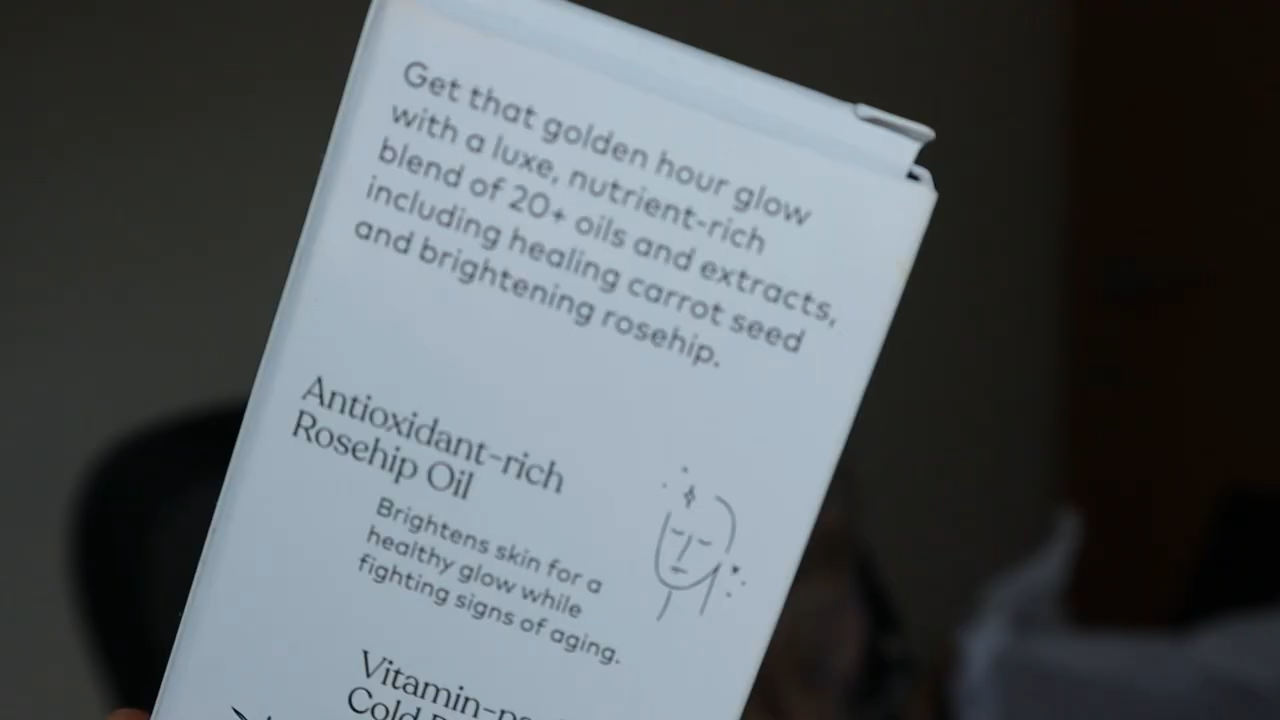 Get that golden hour glow
with a luxe, nutrient-rich
blend of 20+ oils and extracts,
including healing carrot seed
and brightening rosehip.
Antioxidant-rich
Rosehip Oil
Brightens skin for a
healthy glow while
fighting signs of aging.
Cold